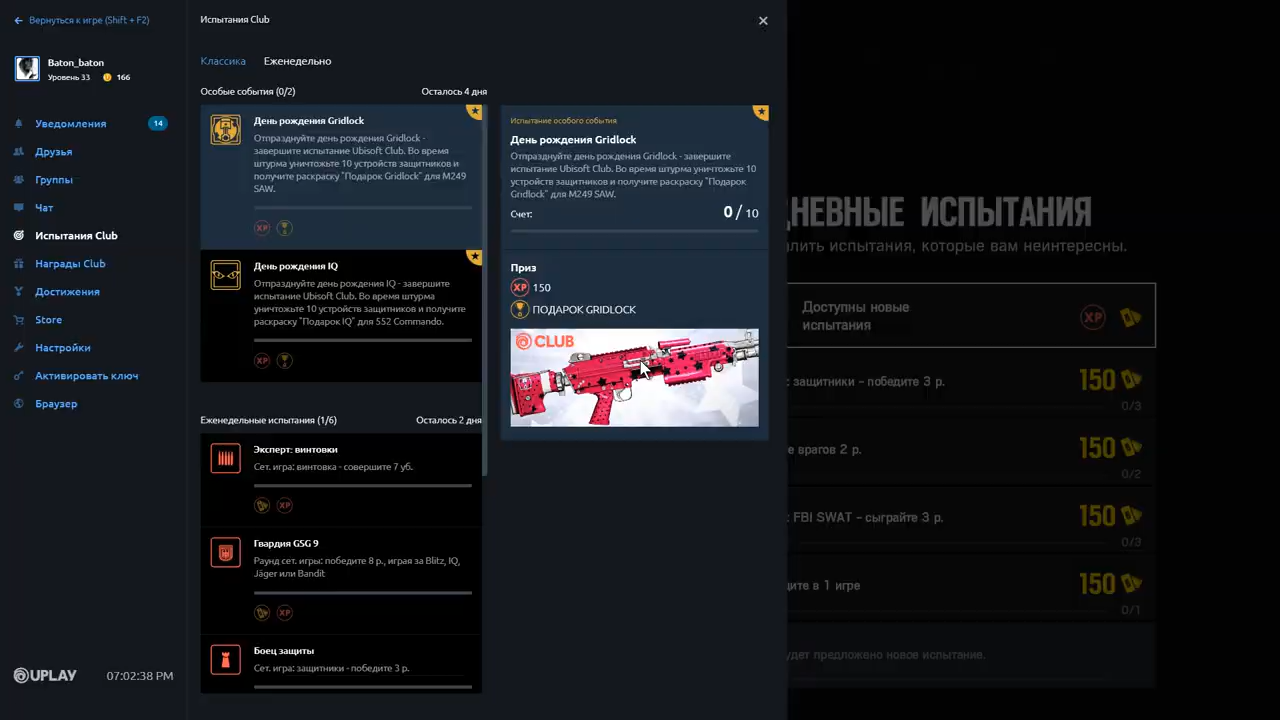 Вернуться к игре (Shift + F2)
Baton_baton
Уровень 33 166
Уведомления 14
Друзья
Группы
Чат
Испытания Club
Награды Club
Достижения
Store
Настройки
Активировать ключ
Браузер
UPLAY 07:02:38 PM
Испытания Club
Классика Еженедельно
Особые события (0/2) Осталось 4 дня
День рождения Gridlock
Отпразднуйте день рождения Gridlock -
завершите испытание Ubisoft Club. Во время
штурма уничтожьте 10 устройств защитников и
получите раскраску "Подарок Gridlock" для M249
SAW.
XP
День рождения IQ
Отпразднуйте день рождения IQ - завершите
испытание Ubisoft Club. Во время штурма
уничтожьте 10 устройств защитников и получите
раскраску "Подарок IQ" для 552 Commando.
XP
Еженедельные испытания (1/6) Осталось 2 дня
Эксперт: винтовки
Сет. игра: винтовка - совершите 7 уб.
XP
Гвардия GSG 9
Раунд сет. игры: победите 8 р., играя за Blitz, IQ,
Jäger или Bandit
XP
Боец защиты
Сет. игра: защитники - победите 3 р.
Испытание особого события
День рождения Gridlock
Отпразднуйте день рождения Gridlock - завершите
испытание Ubisoft Club. Во время штурма уничтожьте 10
устройств защитников и получите раскраску "Подарок
Gridlock" для M249 SAW.
Счет: 0 / 10
Приз
XP 150
ПОДАРОК GRIDLOCK
CLUB
ДНЕВНЫЕ ИСПЫТАНИЯ
алить испытания, которые вам неинтересны.
Доступны новые
испытания
XP
: защитники - победите 3 р. 150
0/3
е врагов 2 р. 150
0/2
: FBI SWAT - сыграйте 3 р. 150
0/3
дите в 1 игре 150
0/1
удет предложено новое испытание.